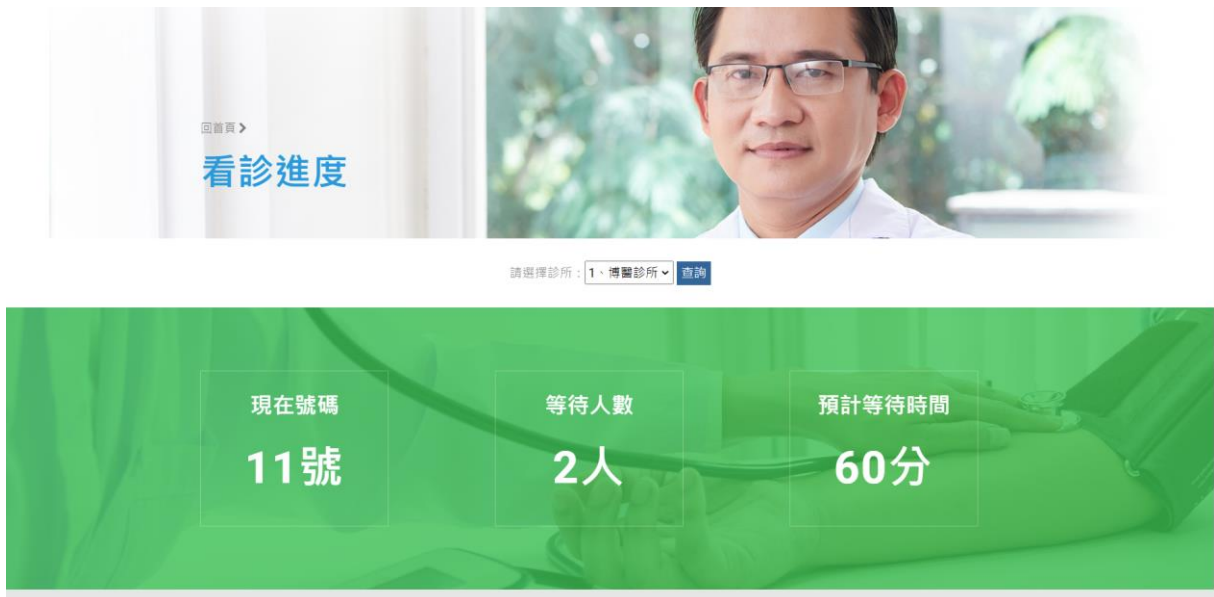 回首頁
看診進度
請選擇診所：1、博醫診所 查詢
現在號碼
11號
等待人數
2人
預計等待時間
60分